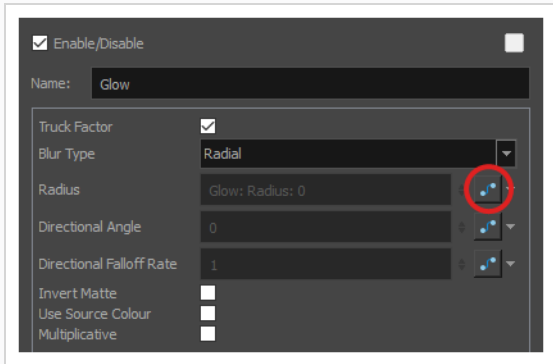 Enable/Disable
Name: Glow
Truck Factor
Blur Type Radial
Radius Glow: Radius: 0
Directional Angle 0
Directional Falloff Rate 1
Invert Matte
Use Source Colour
Multiplicative